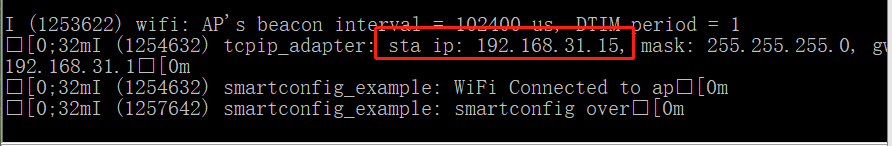 I (1253622) wifi: AP's beacon interval = 102400 us, DTIM period = 1
□[0;32mI (1254632) tcpip_adapter: sta ip: 192.168.31.15, mask: 255.255.255.0, gw
192.168.31.1□[0m
□[0;32mI (1254632) smartconfig_example: WiFi Connected to ap□[0m
□[0;32mI (1257642) smartconfig_example: smartconfig over□[0m